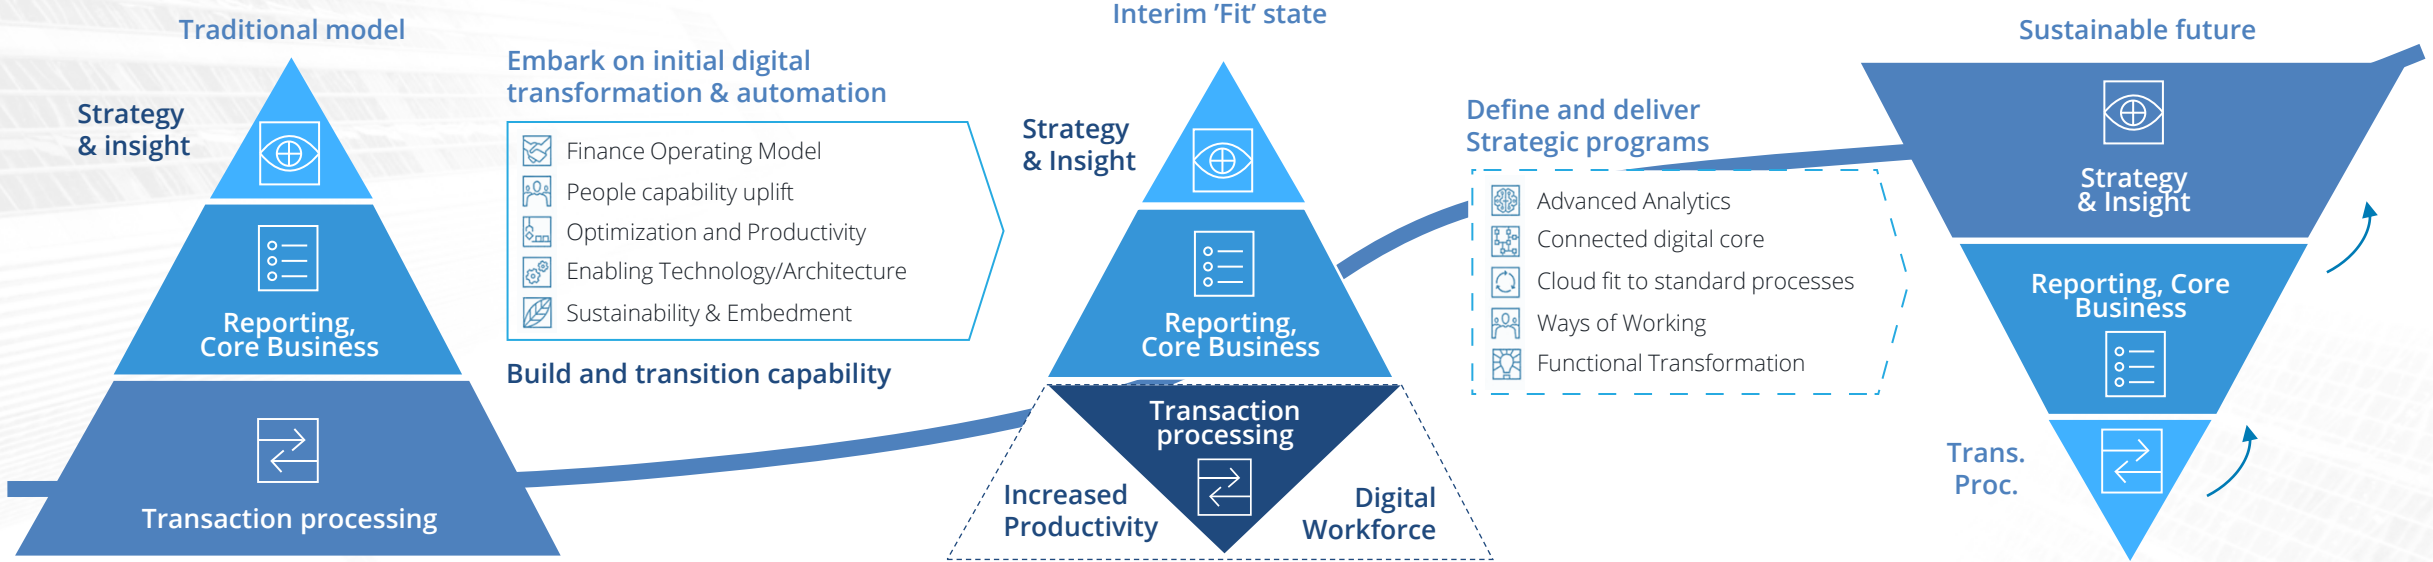 Traditional model
Strategy
& insight
Reporting,
Core Business
Transaction processing
Embark on initial digital
transformation & automation
Finance Operating Model
People capability uplift
Optimization and Productivity
Enabling Technology/Architecture
Sustainability & Embedment
Build and transition capability
Interim ’Fit’ state
Strategy
& Insight
Reporting,
Core Business
Transaction
processing
Increased
Productivity
Digital
Workforce
Define and deliver
Strategic programs
Advanced Analytics
Connected digital core
Cloud fit to standard processes
Ways of Working
Functional Transformation
Sustainable future
Strategy
& Insight
Reporting, Core
Business
Trans.
Proc.